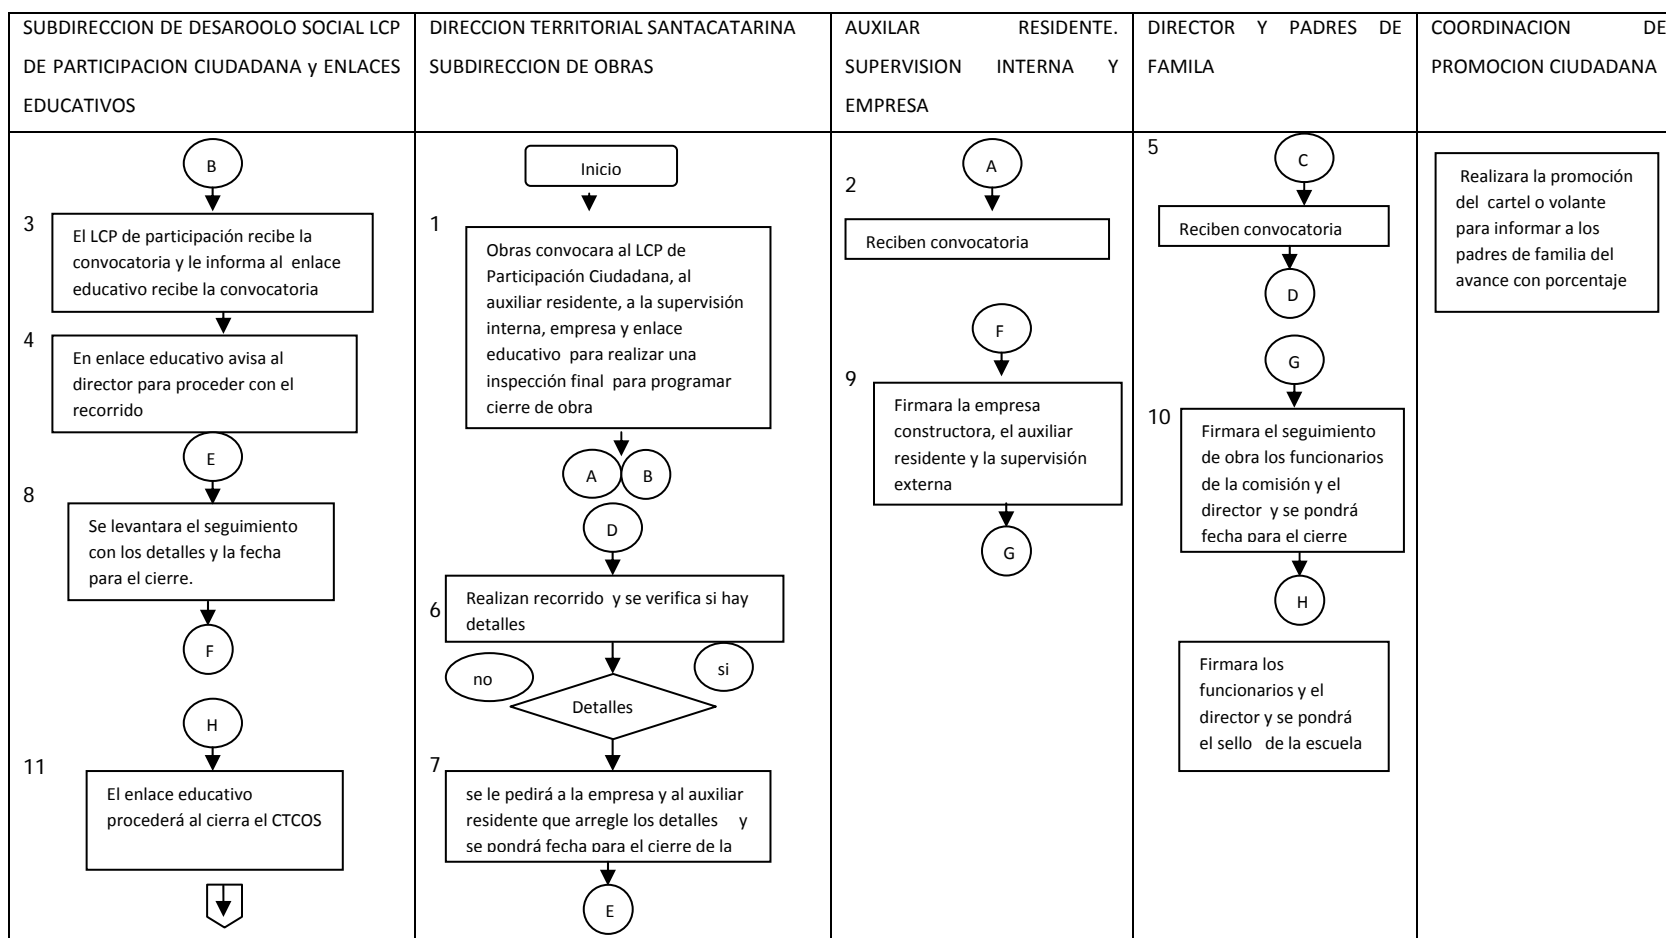 SUBDIRECCION DE DESAROOLO SOCIAL LCP
DE PARTICIPACION CIUDADANA y ENLACES
EDUCATIVOS
DIRECCION TERRITORIAL SANTACATARINA
SUBDIRECCION DE OBRAS
AUXILAR RESIDENTE.
SUPERVISION INTERNA Y
EMPRESA
DIRECTOR Y PADRES DE
FAMILA
COORDINACION DE
PROMOCION CIUDADANA
B
3
El LCP de participación recibe la
convocatoria y le informa al enlace
educativo recibe la convocatoria
4
En enlace educativo avisa al
director para proceder con el
recorrido
E
8
Se levantara el seguimiento
con los detalles y la fecha
para el cierre.
F
H
11
El enlace educativo
procederá al cierra el CTCOS
Inicio
1
Obras convocara al LCP de
Participación Ciudadana, al
auxiliar residente, a la supervisión
interna, empresa y enlace
educativo para realizar una
inspección final para programar
cierre de obra
A
B
D
6
Realizan recorrido y se verifica si hay
detalles
no
si
Detalles
7
se le pedirá a la empresa y al auxiliar
residente que arregle los detalles y
se pondrá fecha para el cierre de la
E
A
2
Reciben convocatoria
F
9
Firmara la empresa
constructora, el auxiliar
residente y la supervisión
externa
G
5
C
Reciben convocatoria
D
G
10
Firmara el seguimiento
de obra los funcionarios
de la comisión y el
director y se pondrá
fecha para el cierre
H
Firmara los
funcionarios y el
director y se pondrá
el sello de la escuela
Realizara la promoción
del cartel o volante
para informar a los
padres de familia del
avance con porcentaje